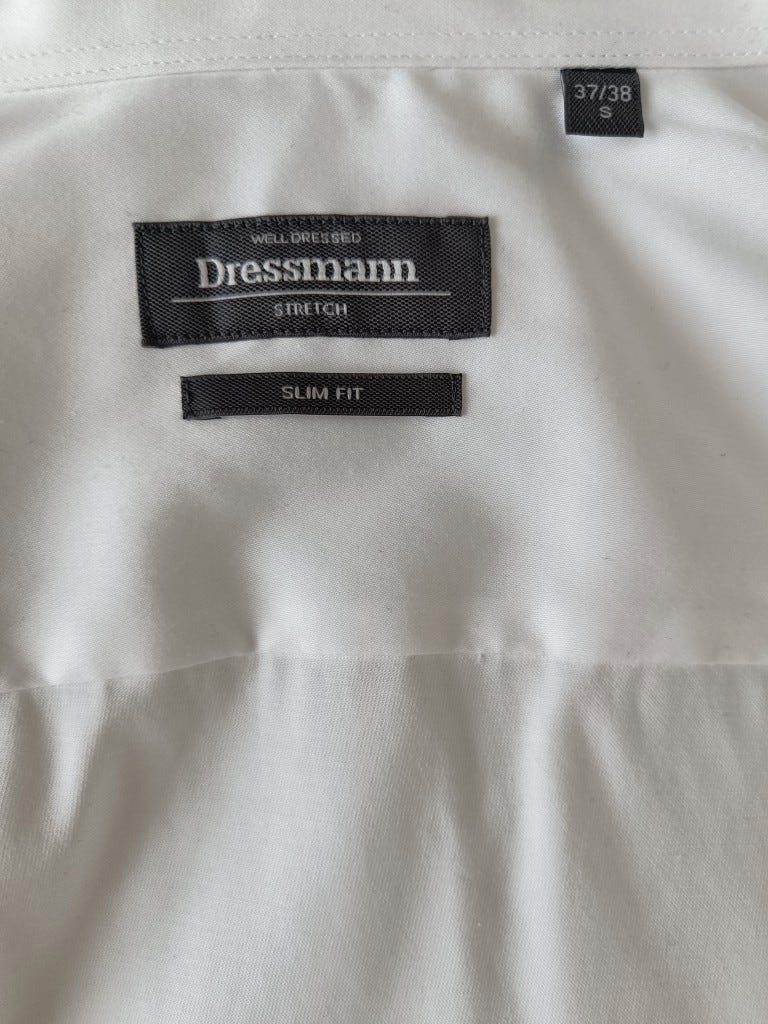 37/38
S
WELL DRESSED
Dressmann
STRETCH
SLIM FIT